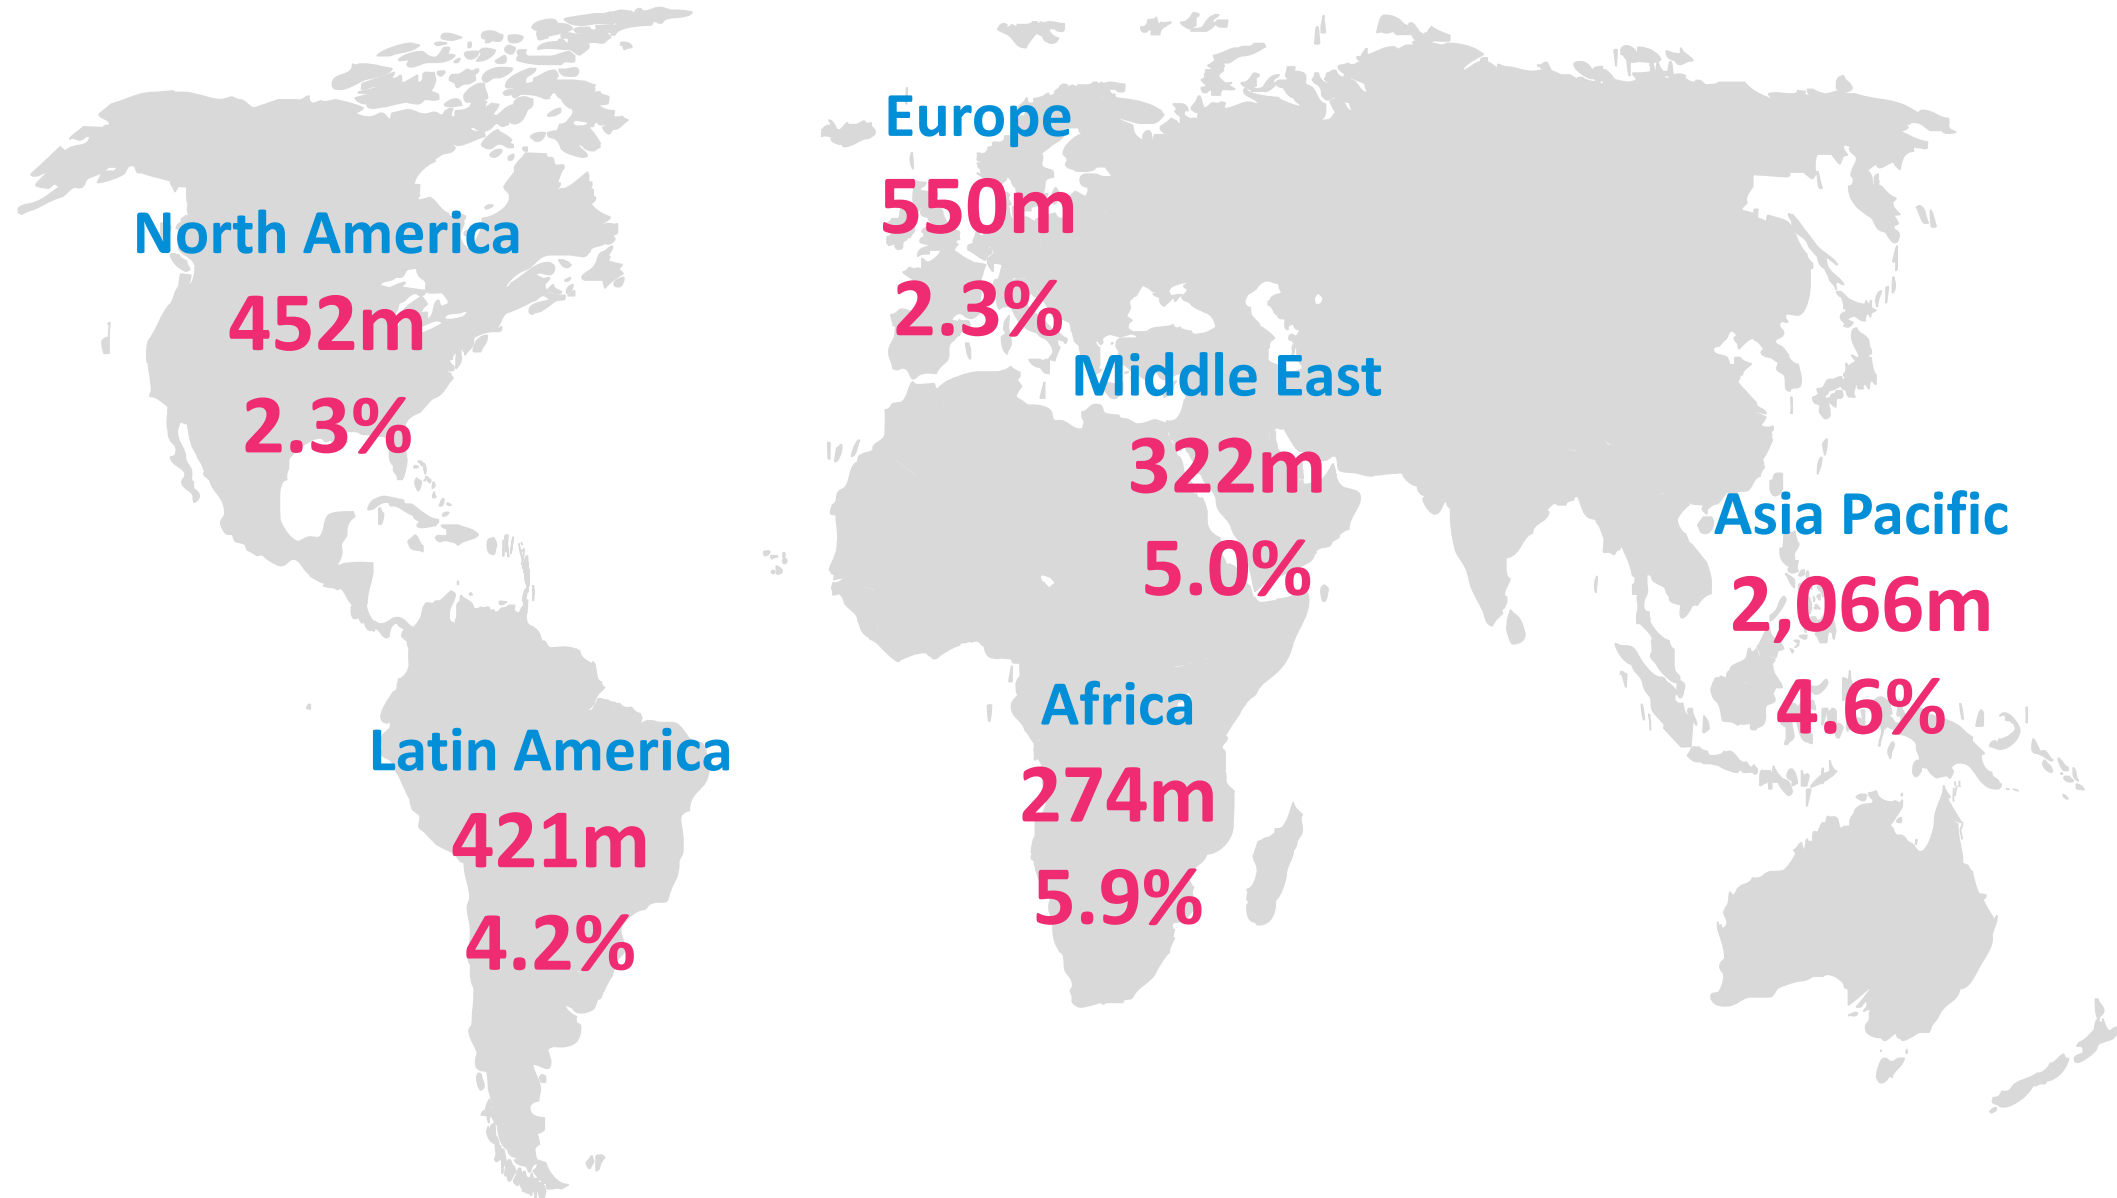 Europe
550m
2.3%
North America
452m
2.3%
Middle East
322m
5.0%
Asia Pacific
2,066m
4.6%
Africa
274m
5.9%
Latin America
421m
4.2%